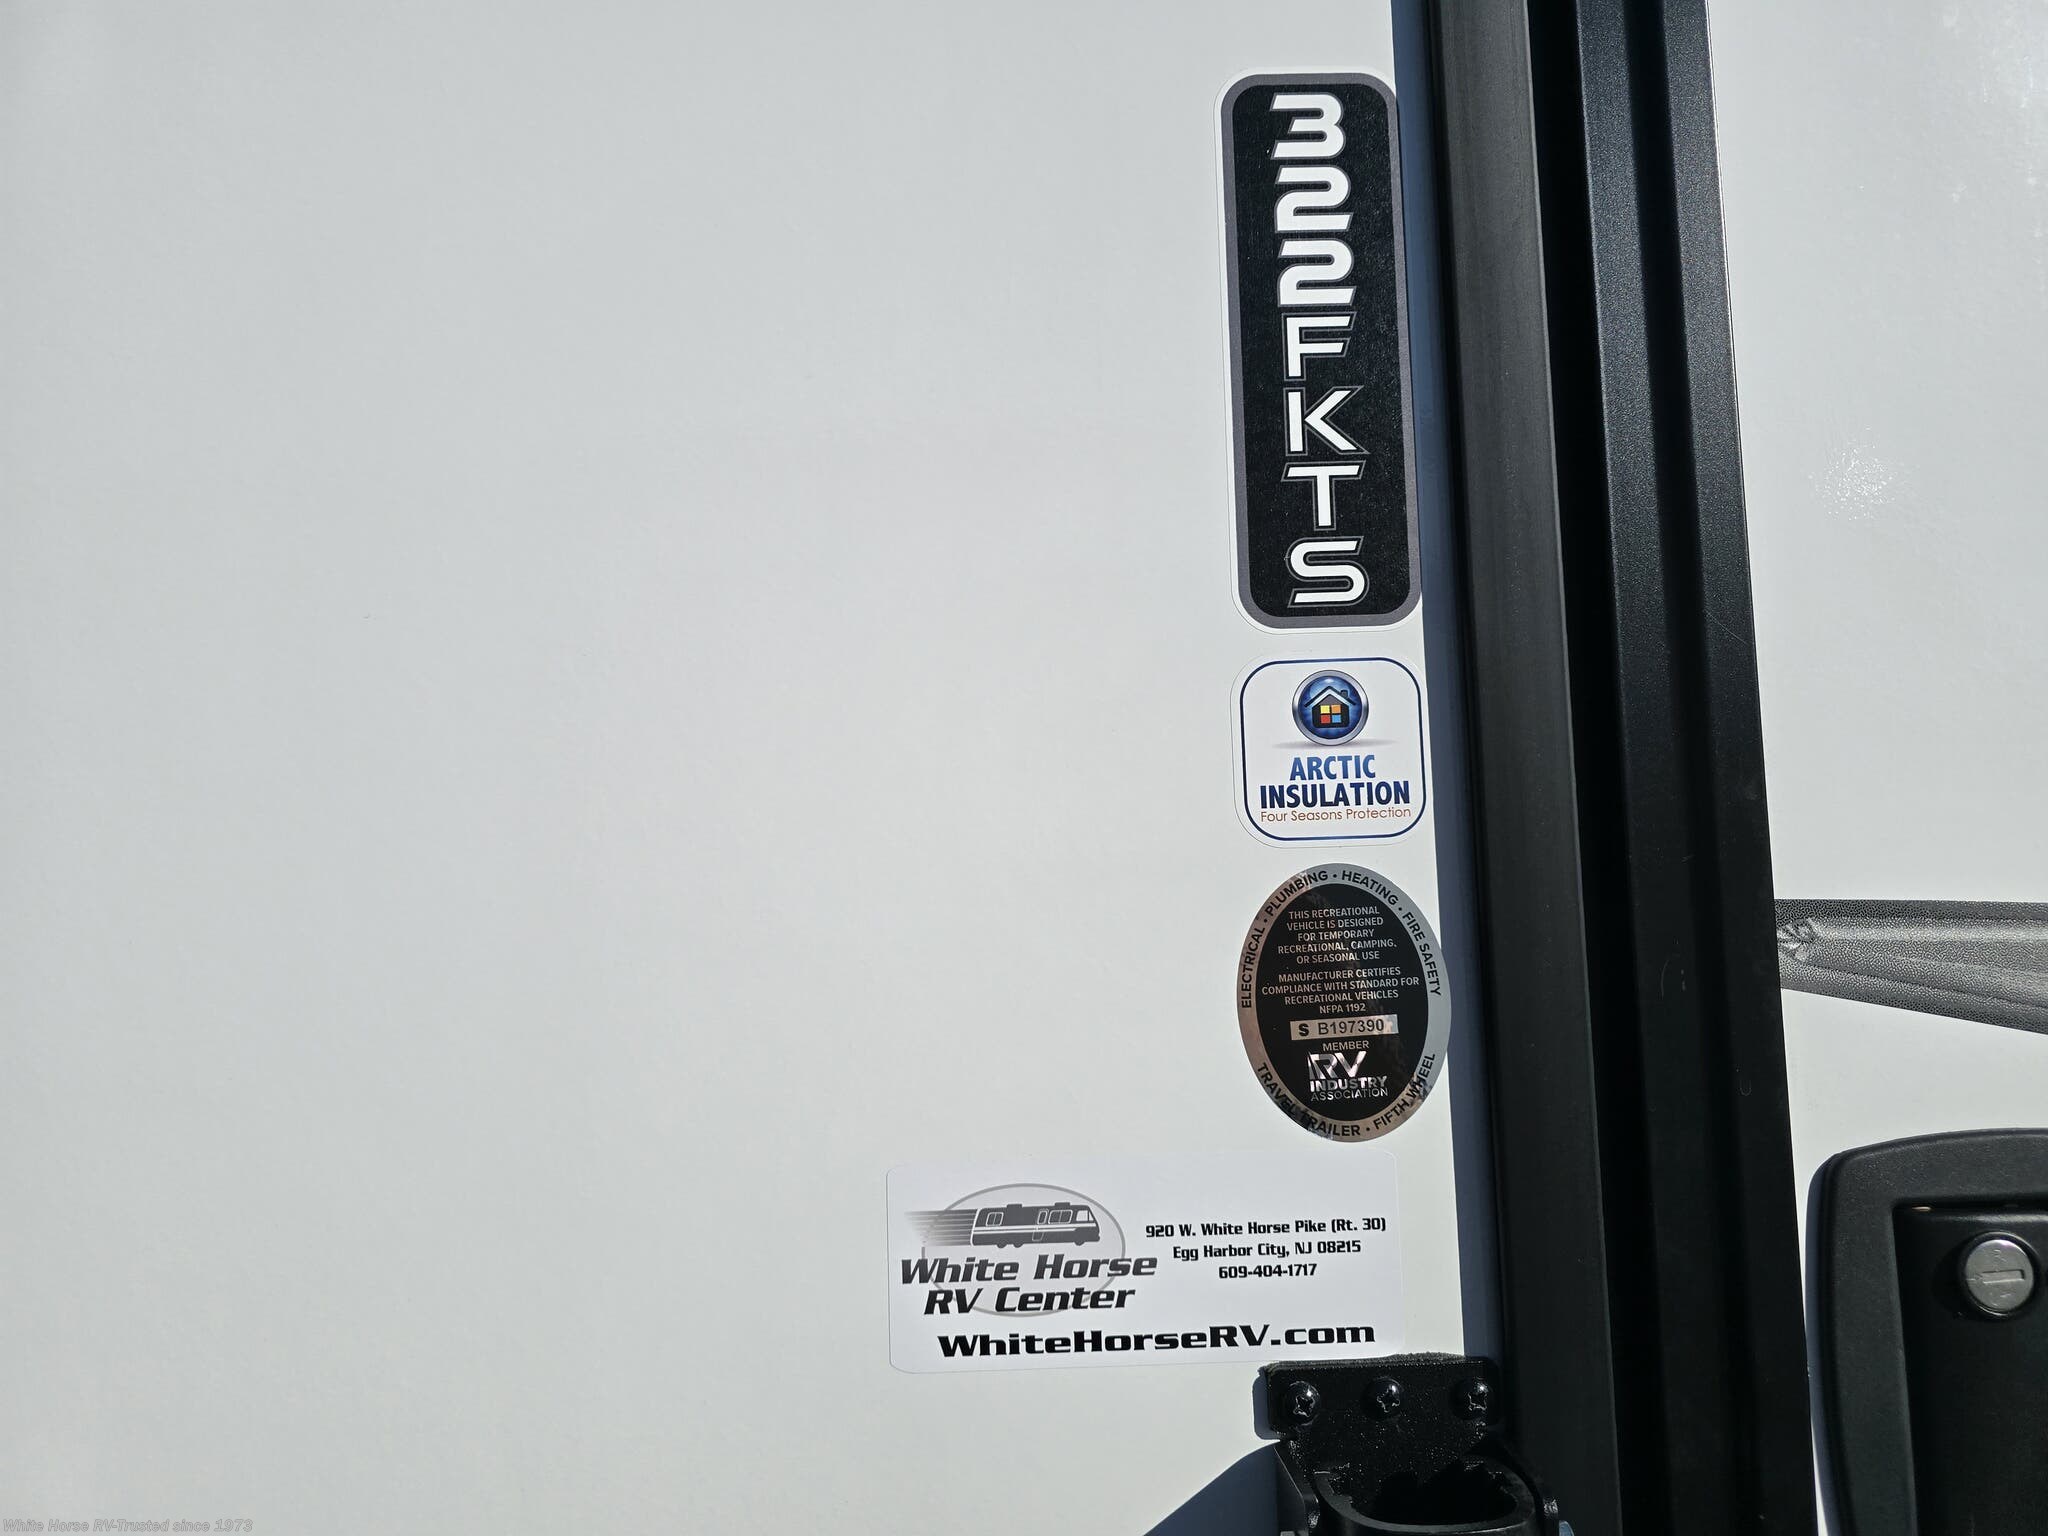 322FKTS
ARCTIC
INSULATION
Four Seasons Protection
ELECTRICAL • PLUMBING • HEATING • FIRE SAFETY
THIS RECREATIONAL
VEHICLE IS DESIGNED
FOR TEMPORARY
RECREATIONAL, CAMPING,
OR SEASONAL USE
MANUFACTURER CERTIFIES
COMPLIANCE WITH STANDARD FOR
RECREATIONAL VEHICLES
NFPA 1192
S B197390
MEMBER
RV
INDUSTRY
ASSOCIATION
TRAVEL TRAILER • FIFTH WHEEL
White Horse
RV Center
920 W. White Horse Pike (Rt. 30)
Egg Harbor City, NJ 08215
609-404-1717
WhiteHorseRV.com
White Horse RV-Trusted since 1973